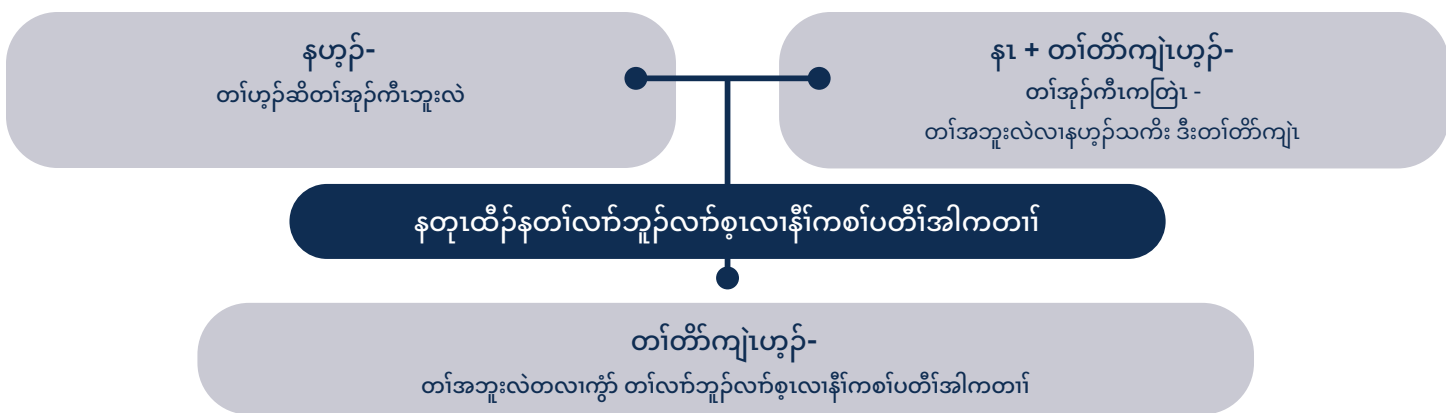 နဟ့ၣ်-
တၢ်ဟ့ၣ်ဆိတၢ်အုၣ်ကီၤဘူးလဲ
နၤ + တၢ်တိာ်ကျဲၤဟ့ၣ်-
တၢ်အုၣ်ကီၤကတြဲၤ -
တၢ်အဘူးလဲလၢနဟ့ၣ်သကိး ဒီးတၢ်တိာ်ကျဲၤ
နတုၤထီၣ်နတၢ်လၢာ်ဘူၣ်လၢာ်စ့ၤလၢနီၢ်ကစၢ်ပတီၢ်အါကတၢၢ်
တၢ်တိာ်ကျဲၤဟ့ၣ်-
တၢ်အဘူးလဲတလၢကွံာ် တၢ်လၢာ်ဘူၣ်လၢာ်စ့ၤလၢနီၢ်ကစၢ်ပတီၢ်အါကတၢၢ်